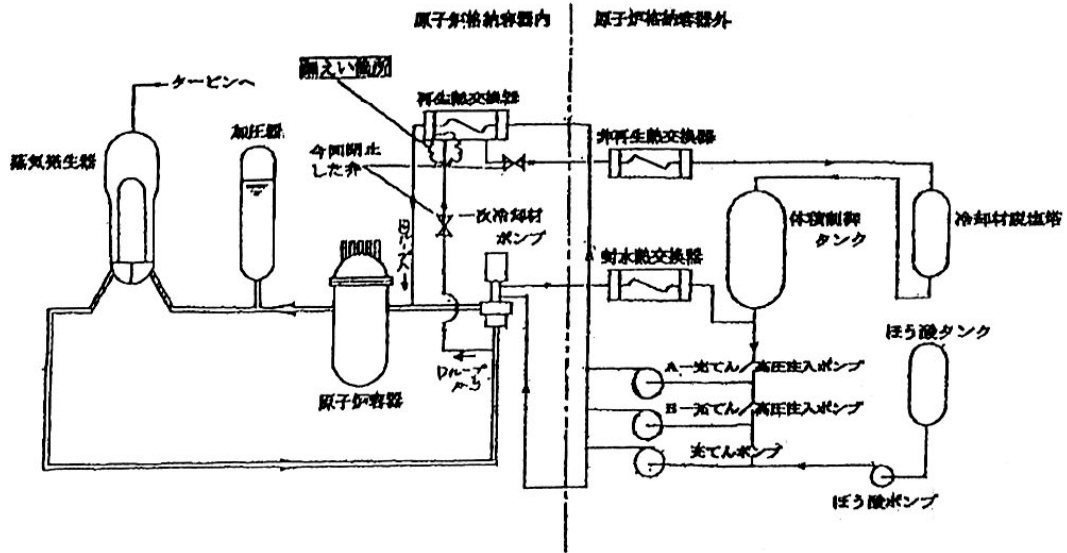 原子炉格納容器内
原子炉格納容器外
漏えい箇所
タービンへ
再生熱交換器
加圧器
非再生熱交換器
蒸気発生器
今回閉止
した弁
一次冷却材
ポンプ
体積制御
タンク
冷却材脱塩塔
封水熱交換器
ほう酸タンク
Dループ
から
A-充てん/高圧注入ポンプ
原子炉容器
B-充てん/高圧注入ポンプ
充てんポンプ
ほう酸ポンプ